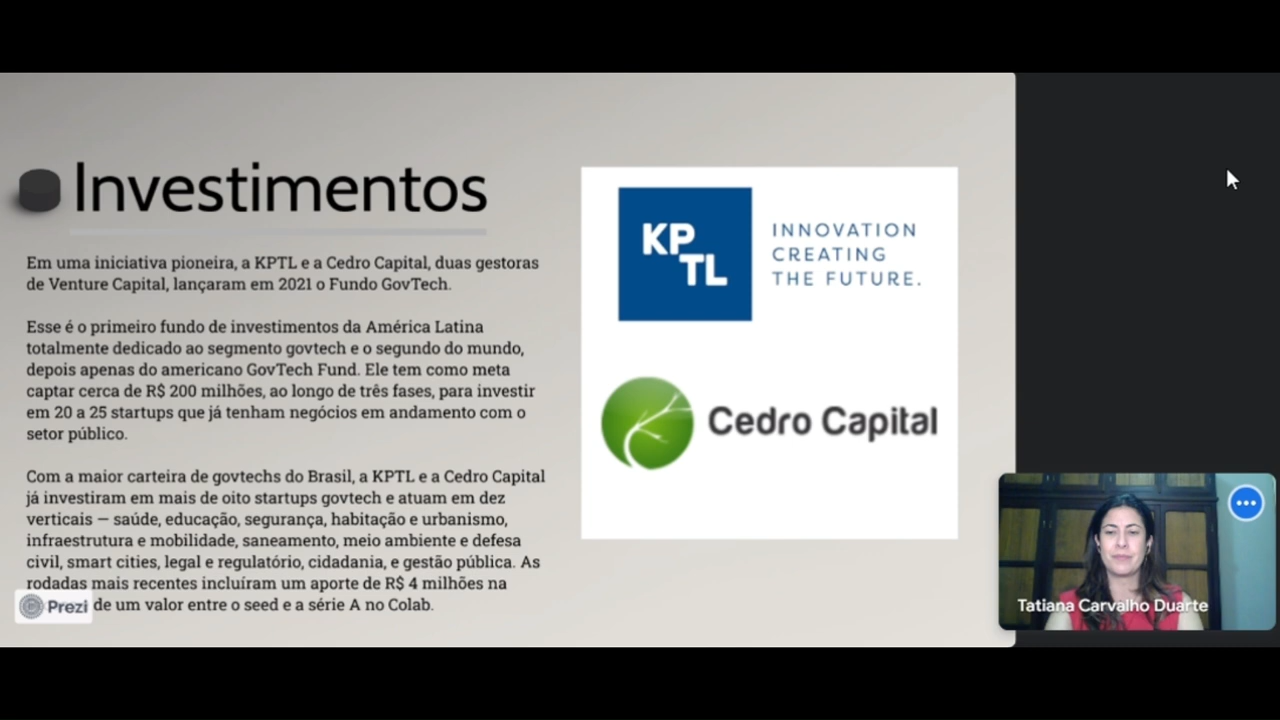 Investimentos
Em uma iniciativa pioneira, a KPTL e a Cedro Capital, duas gestoras
de Venture Capital, lançaram em 2021 o Fundo GovTech.
Esse é o primeiro fundo de investimentos da América Latina
totalmente dedicado ao segmento govtech e o segundo do mundo,
depois apenas do americano GovTech Fund. Ele tem como meta
captar cerca de R$ 200 milhões, ao longo de três fases, para investir
em 20 a 25 startups que já tenham negócios em andamento com o
setor público.
Com a maior carteira de govtechs do Brasil, a KPTL e a Cedro Capital
já investiram em mais de oito startups govtech e atuam em dez
verticais — saúde, educação, segurança, habitação e urbanismo,
infraestrutura e mobilidade, saneamento, meio ambiente e defesa
civil, smart cities, legal e regulatório, cidadania, e gestão pública. As
rodadas mais recentes incluíram um aporte de R$ 4 milhões na
de um valor entre o seed e a série A no Colab.
Prezi
KP
TL
INNOVATION
CREATING
THE FUTURE.
Cedro Capital
Tatiana Carvalho Duarte